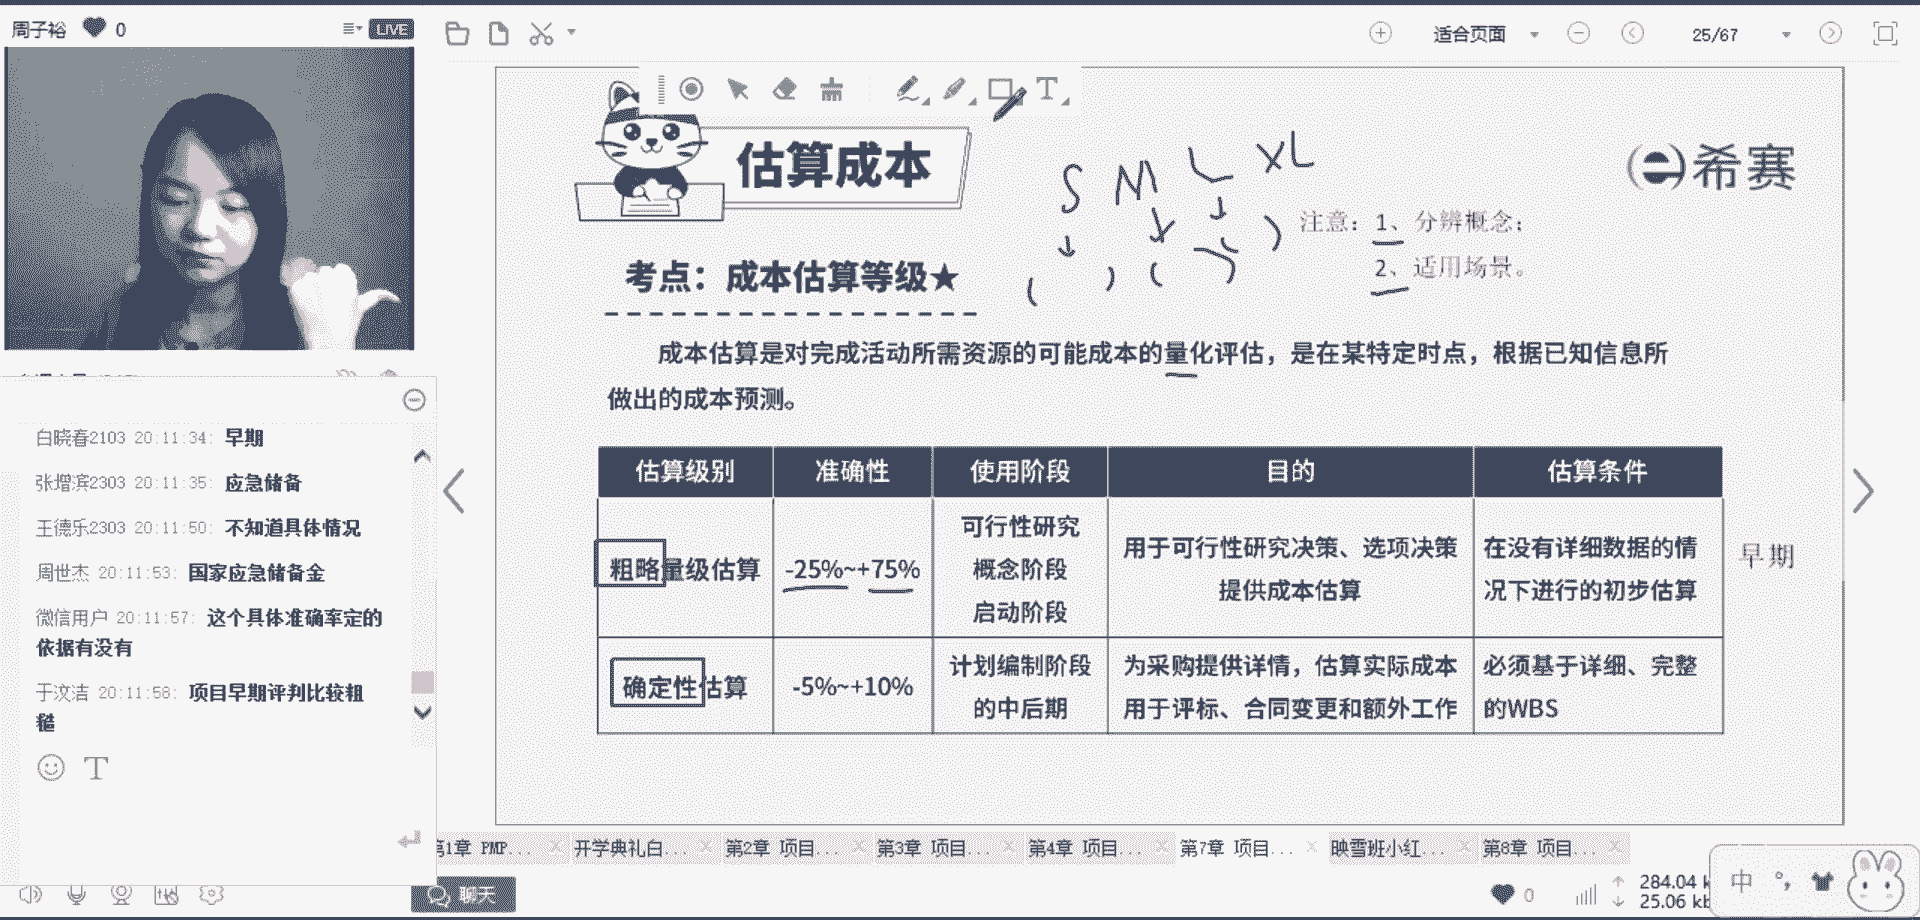 周子裕 0
LIVE
适合页面
25/67
估算成本
S M L XL
希赛
注意：1、分辨概念；
2、适用场景。
考点：成本估算等级★
成本估算是对完成活动所需资源的可能成本的量化评估，是在某特定时点，根据已知信息所
做出的成本预测。
估算级别 准确性 使用阶段 目的 估算条件
粗略量级估算 -25%~+75% 可行性研究 概念阶段 启动阶段 用于可行性研究决策、选项决策 提供成本估算 在没有详细数据的情 况下进行的初步估算
早期
确定性估算 -5%~+10% 计划编制阶段 的中后期 为采购提供详情，估算实际成本 用于评标、合同变更和额外工作 必须基于详细、完整 的WBS
白晓春2103 20:11:34: 早期
张增滨2303 20:11:35: 应急储备
王德乐2303 20:11:50: 不知道具体情况
周世杰 20:11:53: 国家应急储备金
微信用户 20:11:57: 这个具体准确率定的
依据有没有
于汶洁 20:11:58: 项目早期评判比较粗
糙
T
第1章 PMP... 开学典礼白... 第2章 项目... 第3章 项目... 第4章 项目... 第7章 项目... 映雪班小红... 第8章 项目...
聊天
0
284.04 k
25.06 kb
中